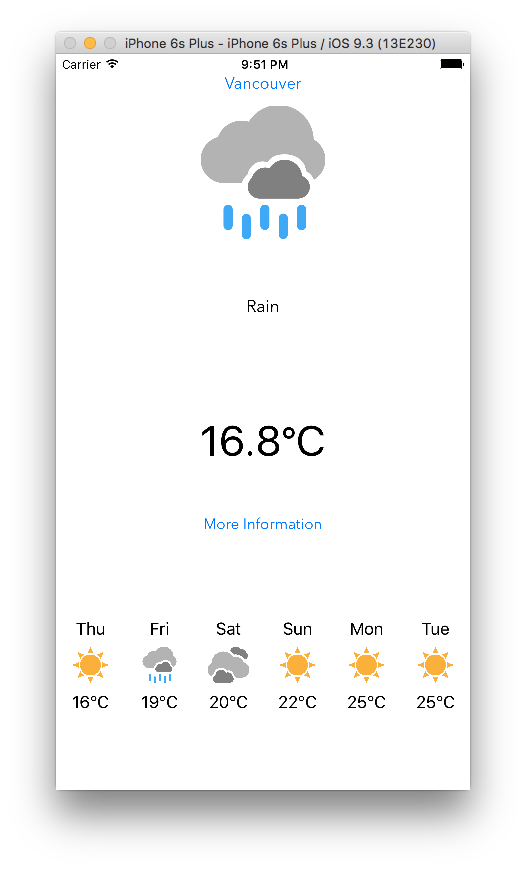 iPhone 6s Plus - iPhone 6s Plus / iOS 9.3 (13E230)
Carrier 9:51 PM
Vancouver
Rain
16.8°C
More Information
Thu Fri Sat Sun Mon Tue
16°C 19°C 20°C 22°C 25°C 25°C